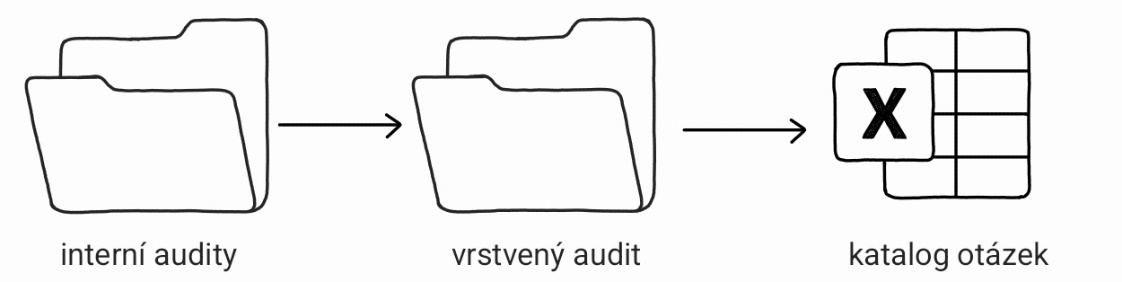 X
interní audity
vrstvený audit
katalog otázek